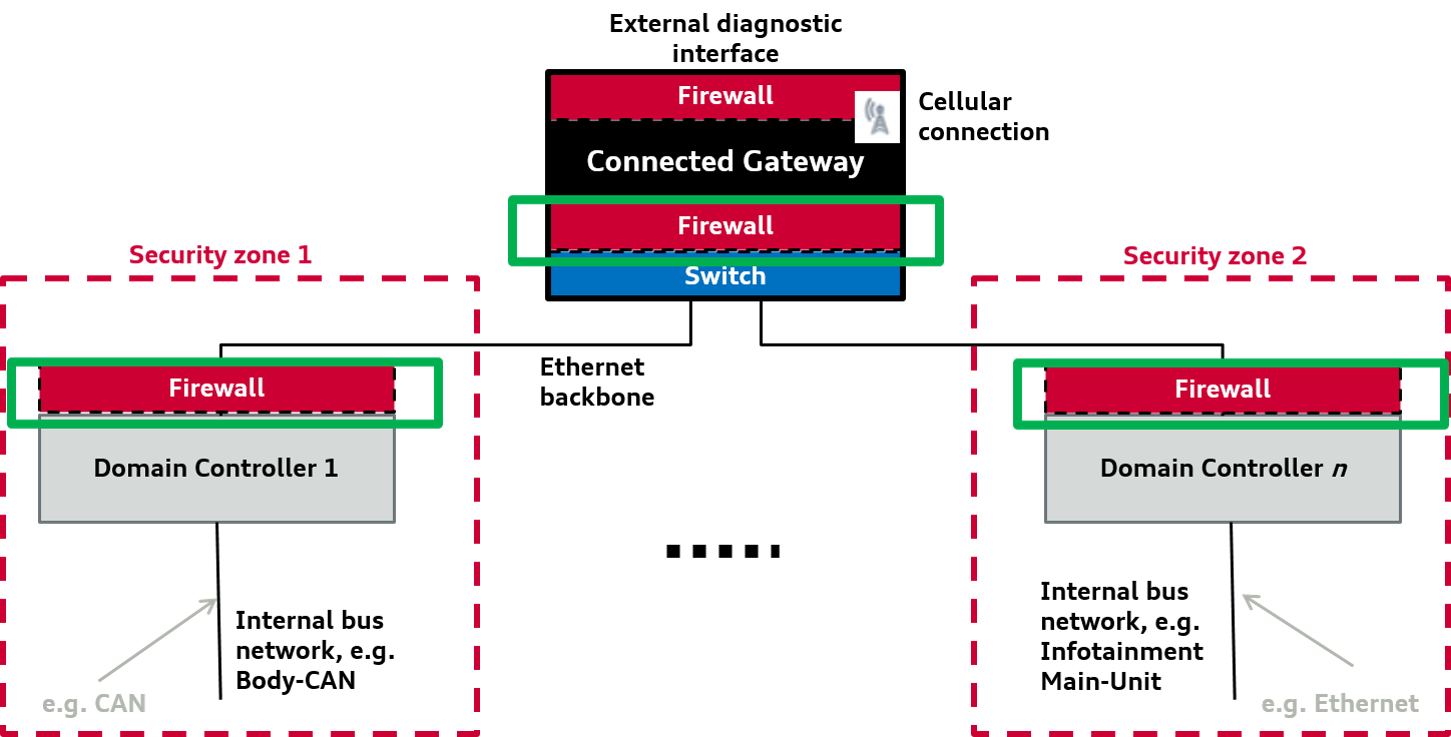 External diagnostic
interface
Firewall
Cellular
connection
Connected Gateway
Firewall
Switch
Security zone 1
Security zone 2
Ethernet
backbone
Firewall
Firewall
Domain Controller 1
Domain Controller n
Internal bus
network, e.g.
Body-CAN
e.g. CAN
Internal bus
network, e.g.
Infotainment
Main-Unit
e.g. Ethernet